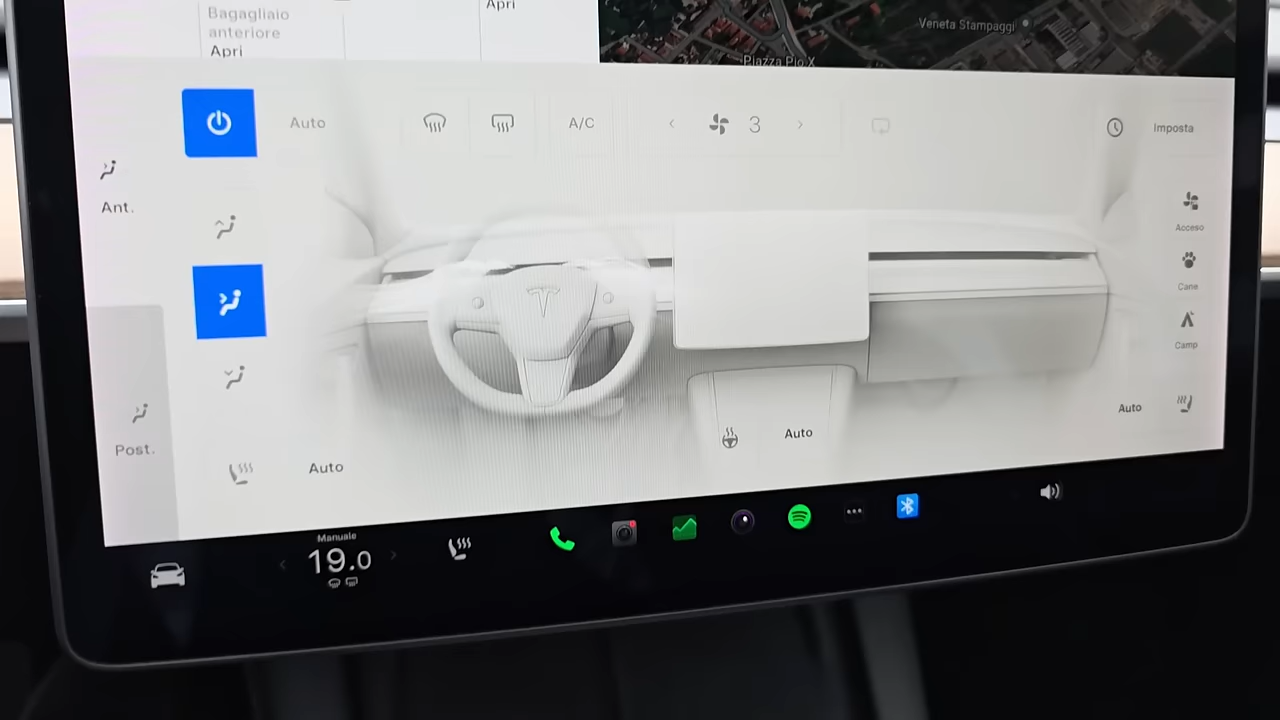 Bagagliaio
anteriore
Apri
Apri
Veneta Stampaggi
Piazza Pio X
Auto
A/C
3
Imposta
Ant.
Acceso
Cane
Camp
Auto
Post.
Auto
Auto
Manuale
19.0